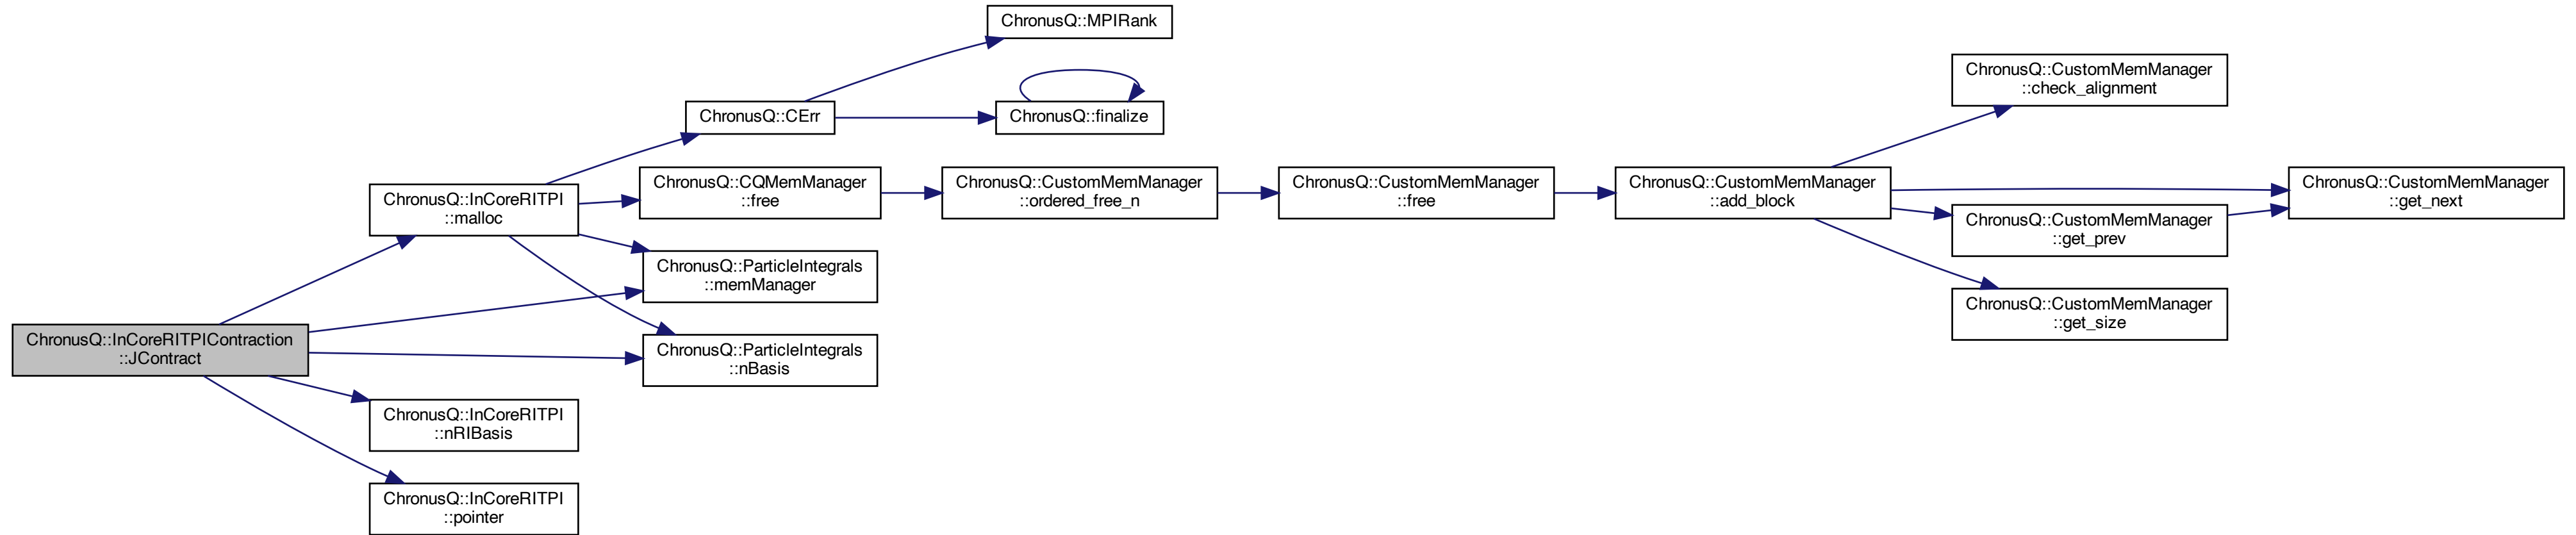 ChronusQ::InCoreRITPIContraction
::JContract
ChronusQ::InCoreRITPI
::malloc
ChronusQ::CErr
ChronusQ::MPIRank
ChronusQ::finalize
ChronusQ::CQMemManager
::free
ChronusQ::CustomMemManager
::ordered_free_n
ChronusQ::CustomMemManager
::free
ChronusQ::CustomMemManager
::add_block
ChronusQ::CustomMemManager
::check_alignment
ChronusQ::CustomMemManager
::get_next
ChronusQ::CustomMemManager
::get_prev
ChronusQ::CustomMemManager
::get_size
ChronusQ::ParticleIntegrals
::memManager
ChronusQ::ParticleIntegrals
::nBasis
ChronusQ::InCoreRITPI
::nRIBasis
ChronusQ::InCoreRITPI
::pointer